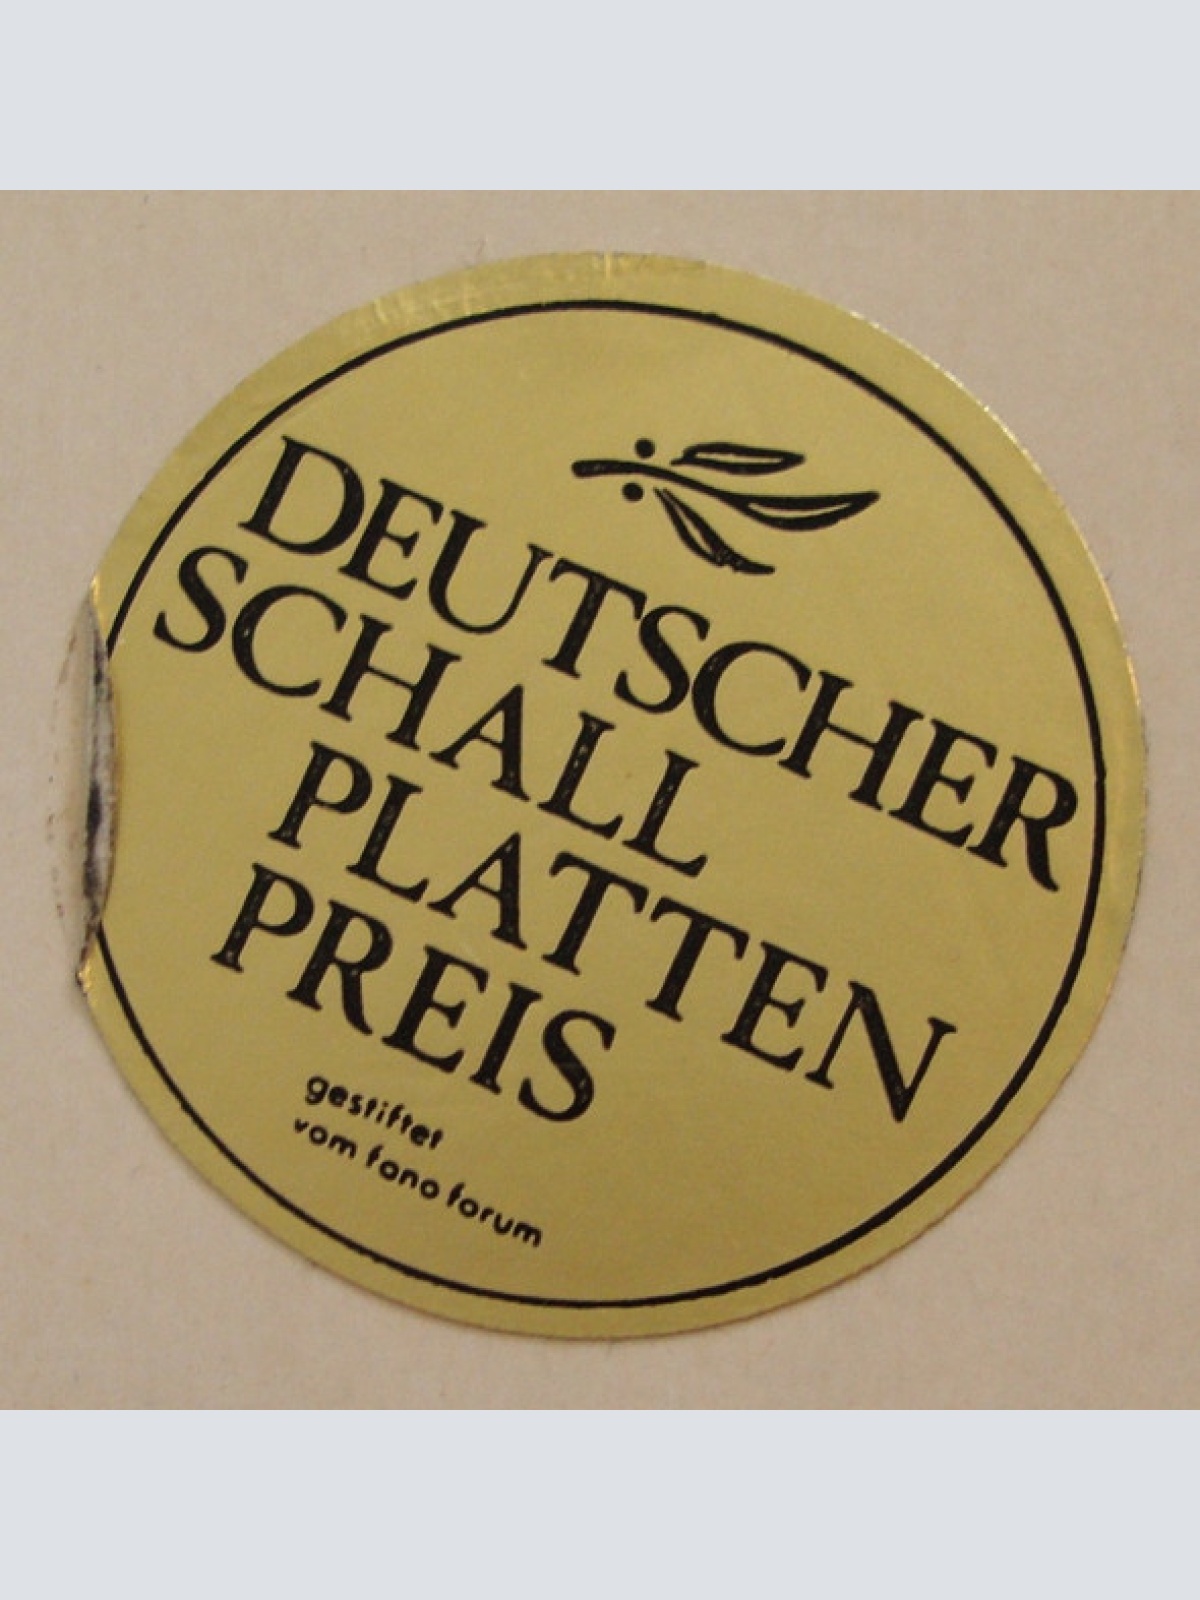 DEUTSCHER
SCHALL
PLATTEN
PREIS
gestiftet
vom fono forum